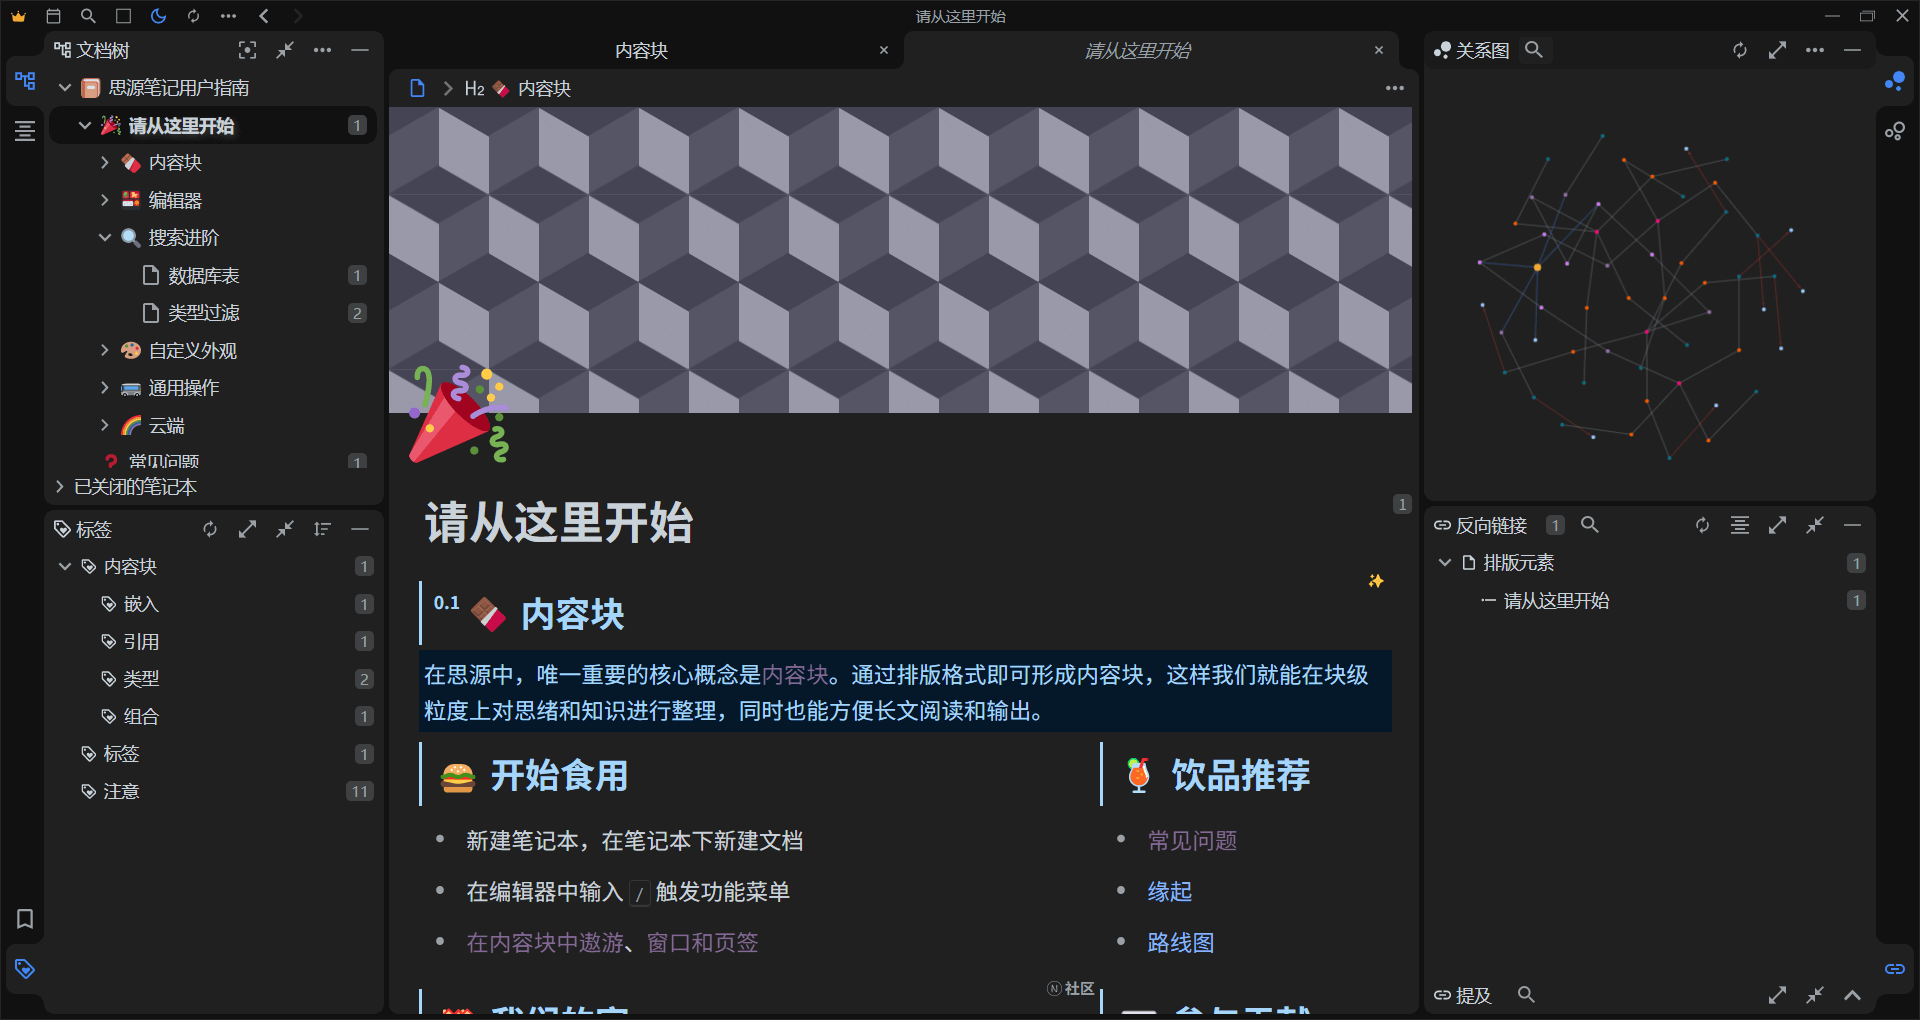 请从这里开始
文档树
思源笔记用户指南
请从这里开始 1
内容块
编辑器
搜索进阶
数据库表 1
类型过滤 2
自定义外观
通用操作
云端
常见问题 1
已关闭的笔记本
标签
内容块 1
嵌入 1
引用 1
类型 2
组合 1
标签 1
注意 11
内容块
请从这里开始
H2 内容块
请从这里开始
1
0.1 内容块
在思源中，唯一重要的核心概念是内容块。通过排版格式即可形成内容块，这样我们就能在块级
粒度上对思绪和知识进行整理，同时也能方便长文阅读和输出。
开始食用
• 新建笔记本，在笔记本下新建文档
• 在编辑器中输入 / 触发功能菜单
• 在内容块中遨游、窗口和页签
饮品推荐
• 常见问题
• 缘起
• 路线图
N 社区
关系图
反向链接 1
排版元素 1
请从这里开始 1
提及